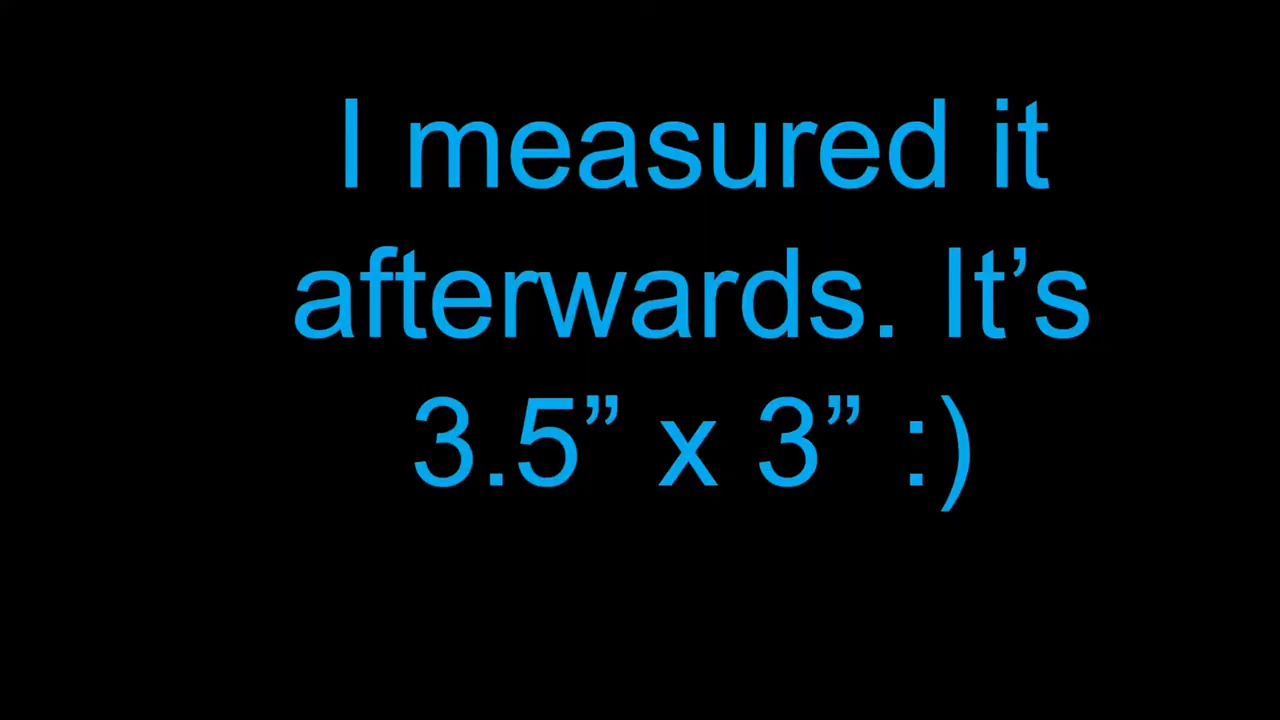 I measured it
afterwards. It’s
3.5” x 3” :)